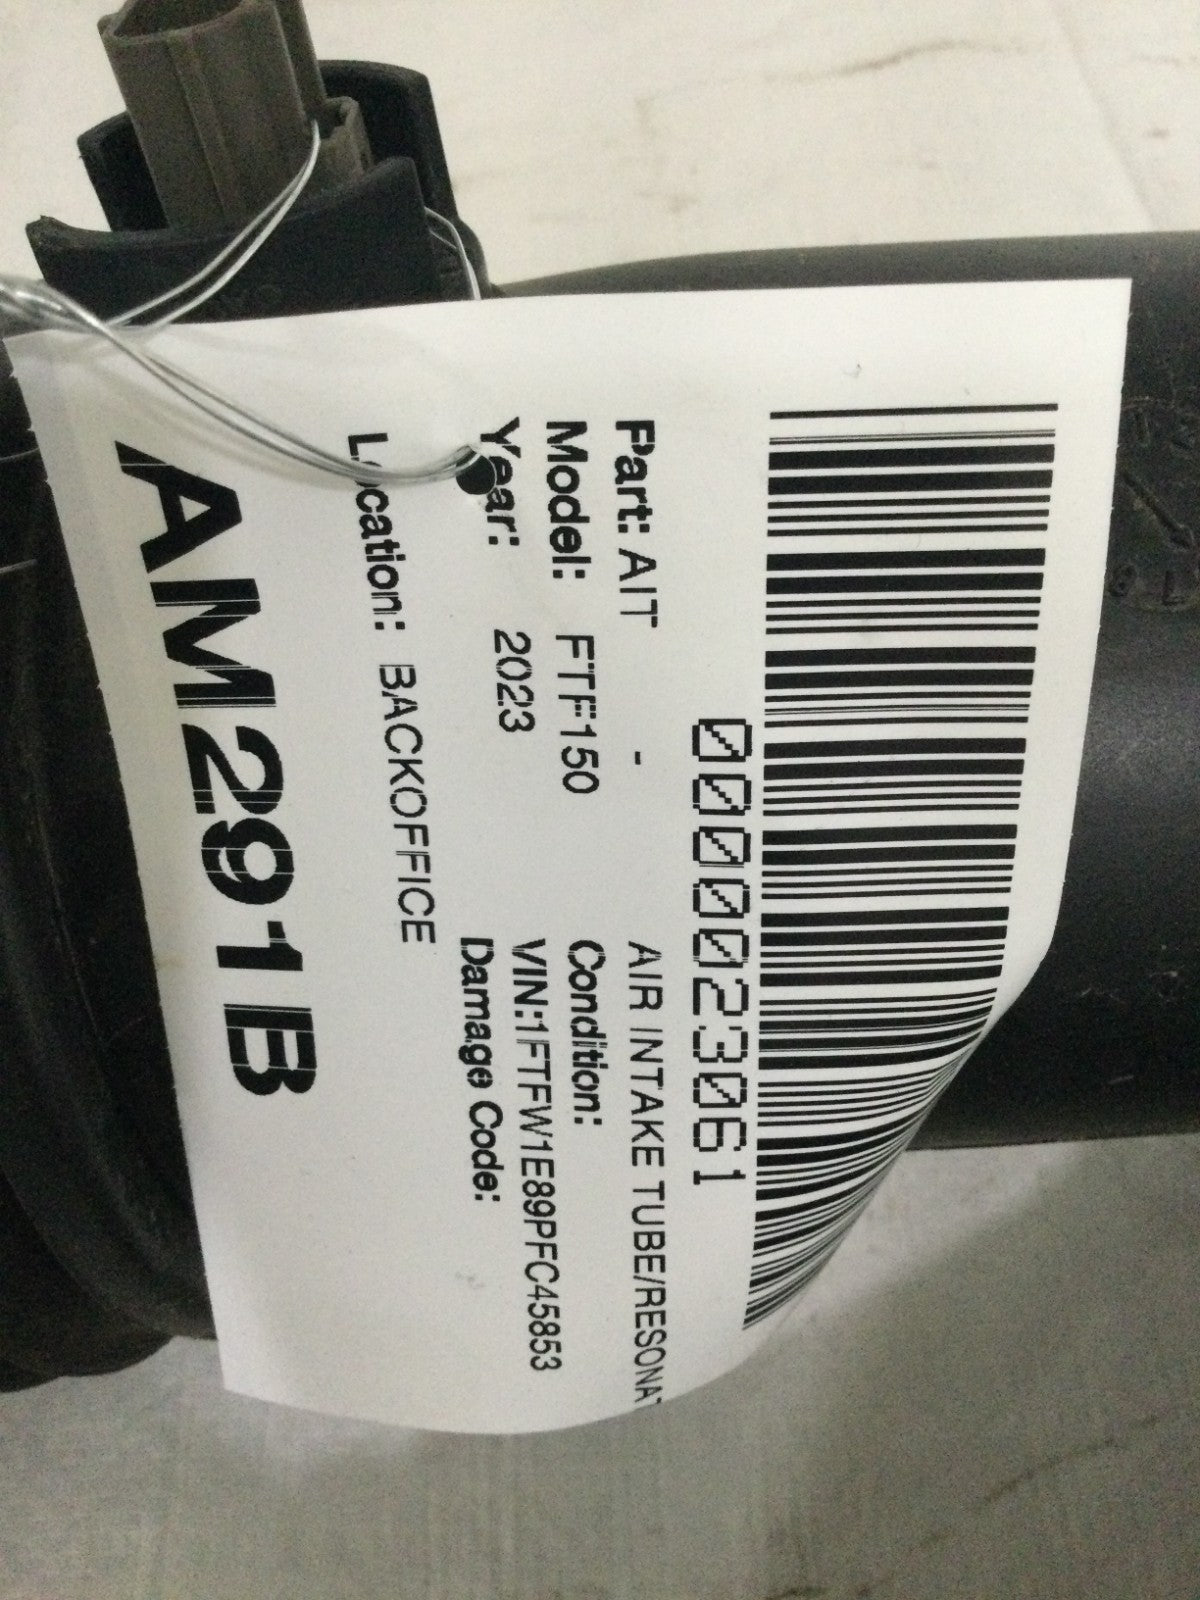 0000023061
Part: AIT - AIR INTAKE TUBE/RESONAT
Model: FTF150 Condition:
Year: 2023 VIN:1FTFW1E89PFC45853
Damage Code:
Location: BACKOFFICE
AM291B